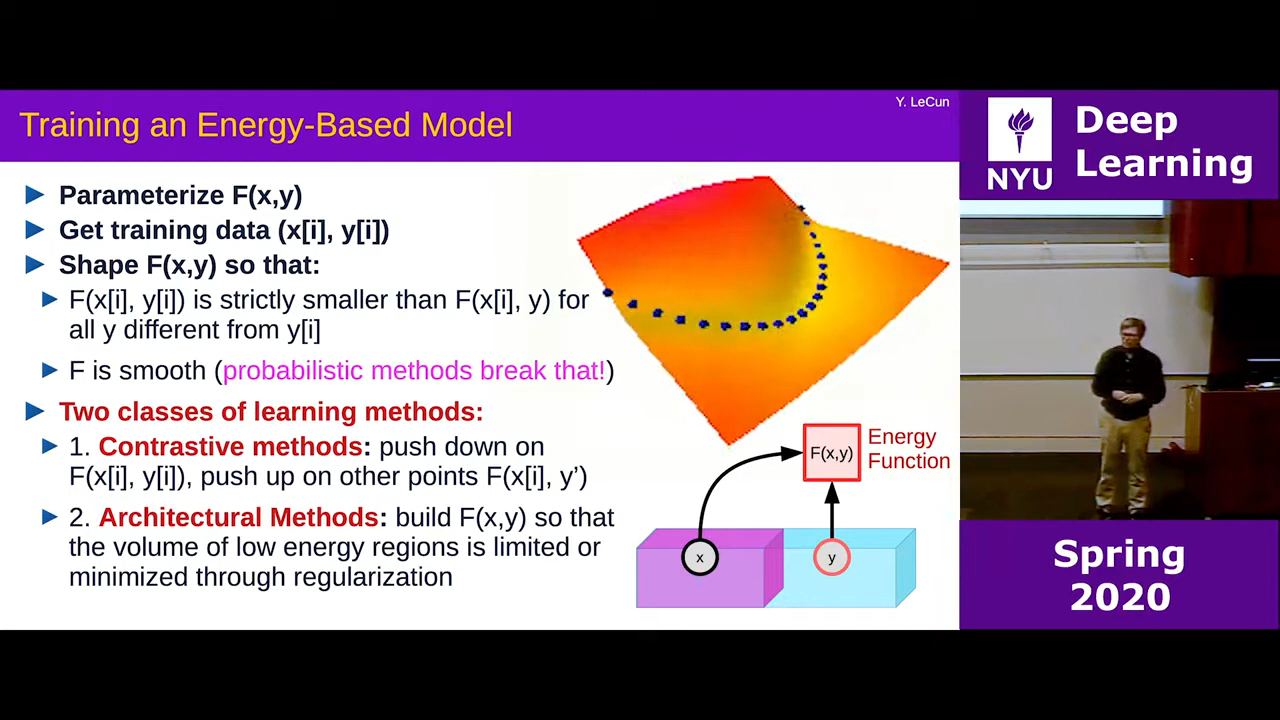 Y. LeCun
Training an Energy-Based Model
Parameterize F(x,y)
Get training data (x[i], y[i])
Shape F(x,y) so that:
F(x[i], y[i]) is strictly smaller than F(x[i], y) for
all y different from y[i]
F is smooth (probabilistic methods break that!)
Two classes of learning methods:
1. Contrastive methods: push down on
F(x[i], y[i]), push up on other points F(x[i], y’)
2. Architectural Methods: build F(x,y) so that
the volume of low energy regions is limited or
minimized through regularization
F(x,y)
Energy
Function
x
y
NYU
Deep
Learning
Spring
2020